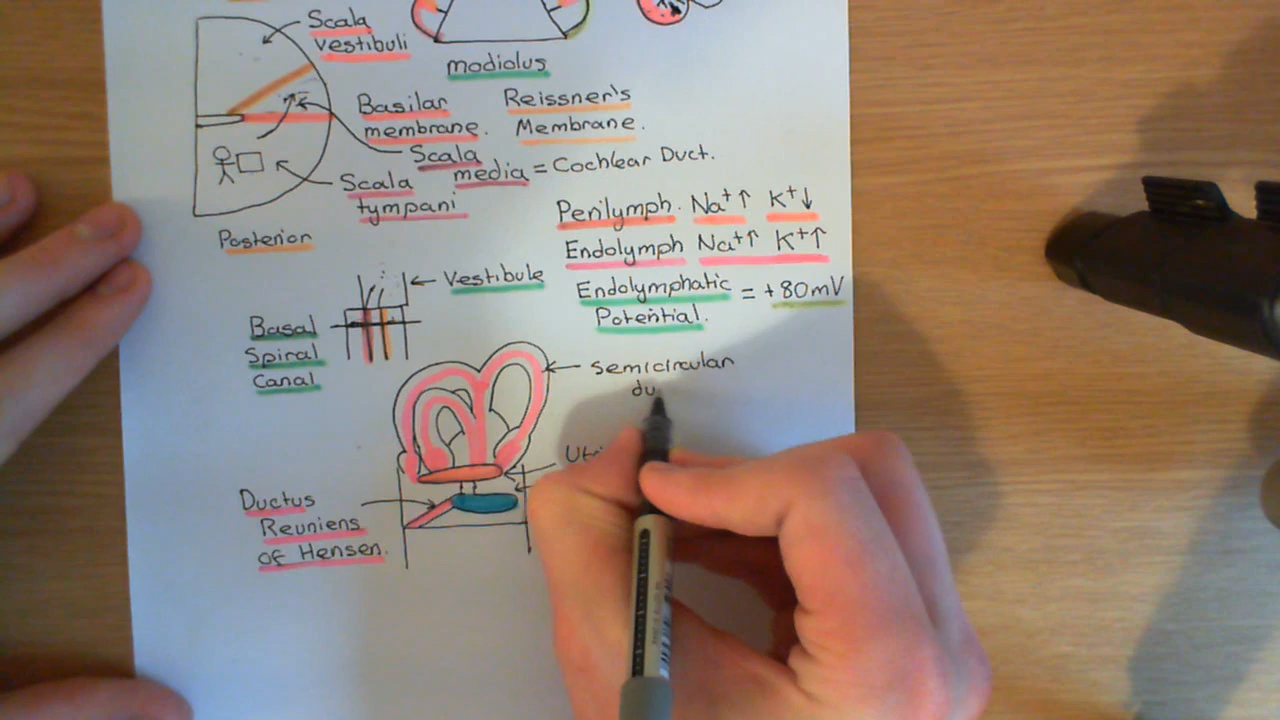 Scala
Vestibuli
modiolus
Basilar
membrane.
Reissner's
Membrane.
Scala
media = Cochlear Duct.
Scala
tympani
Posterior
Perilymph. Na+↑ K+↓
Endolymph Na+↑ K+↑
Endolymphatic
Potential. = +80mV
Vestibule
Basal
Spiral
Canal
semicircular
du
Ut
Ductus
Reuniens
of Hensen.